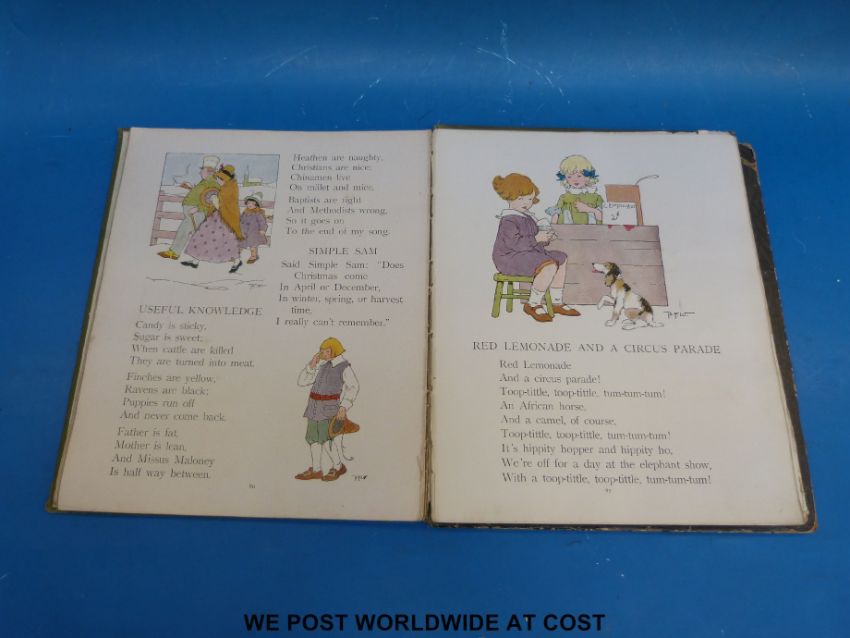 USEFUL KNOWLEDGE
Candy is sticky,
Sugar is sweet;
When cattle are killed
They are turned into meat.
Finches are yellow,
Ravens are black;
Puppies run off
And never come back.
Father is fat,
Mother is lean,
And Missus Maloney
Is half way between.
Heathen are naughty,
Christians are nice;
Chinamen live
On millet and mice.
Baptists are right
And Methodists wrong,
So it goes on
To the end of my song.
SIMPLE SAM
Said Simple Sam: "Does
Christmas come
In April or December,
In winter, spring, or harvest
time,
I really can't remember."
LEMONADE
2¢
RED LEMONADE AND A CIRCUS PARADE
Red Lemonade
And a circus parade!
Toop-tittle, toop-tittle, tum-tum-tum!
An African horse,
And a camel, of course,
Toop-tittle, toop-tittle, tum-tum-tum!
It's hippity hopper and hippity ho,
We're off for a day at the elephant show,
With a toop-tittle, toop-tittle, tum-tum-tum!
WE POST WORLDWIDE AT COST